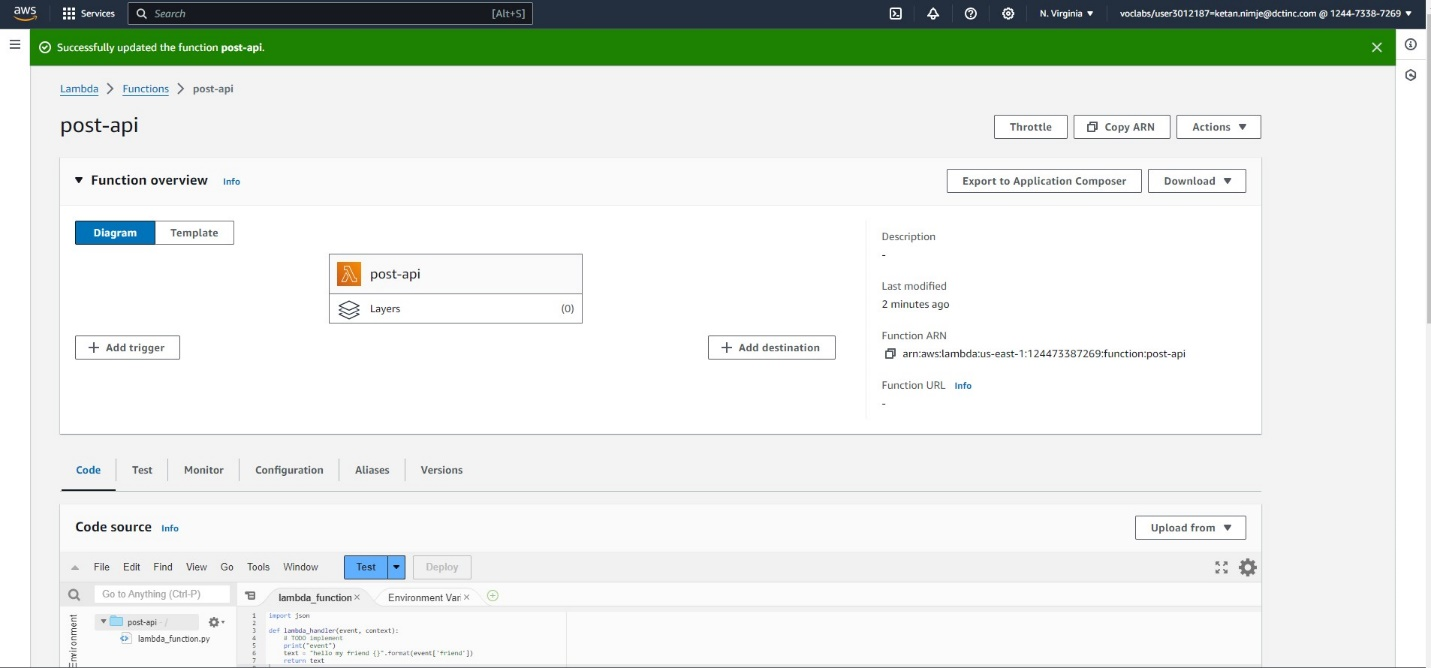 aws Services Search [Alt+S] N. Virginia voclabs/user3012187=ketan.nimje@dctinc.com @ 1244-7338-7269
Successfully updated the function post-api.
Lambda Functions post-api
post-api
Throttle Copy ARN Actions
Function overview Info Export to Application Composer Download
Diagram Template
post-api
Layers (0)
Add trigger
Add destination
Description
-
Last modified
2 minutes ago
Function ARN
arn:aws:lambda:us-east-1:124473387269:function:post-api
Function URL Info
-
Code Test Monitor Configuration Aliases Versions
Code source Info Upload from
File Edit Find View Go Tools Window Test Deploy
Go to Anything (Ctrl-P)
lambda_function Environment Var
Environment
post-api /
lambda_function.py
1 import json
2
3 def lambda_handler(event, context):
4 # TODO implement
5 print("event")
6 text = "hello my friend {}".format(event['friend'])
7 return text